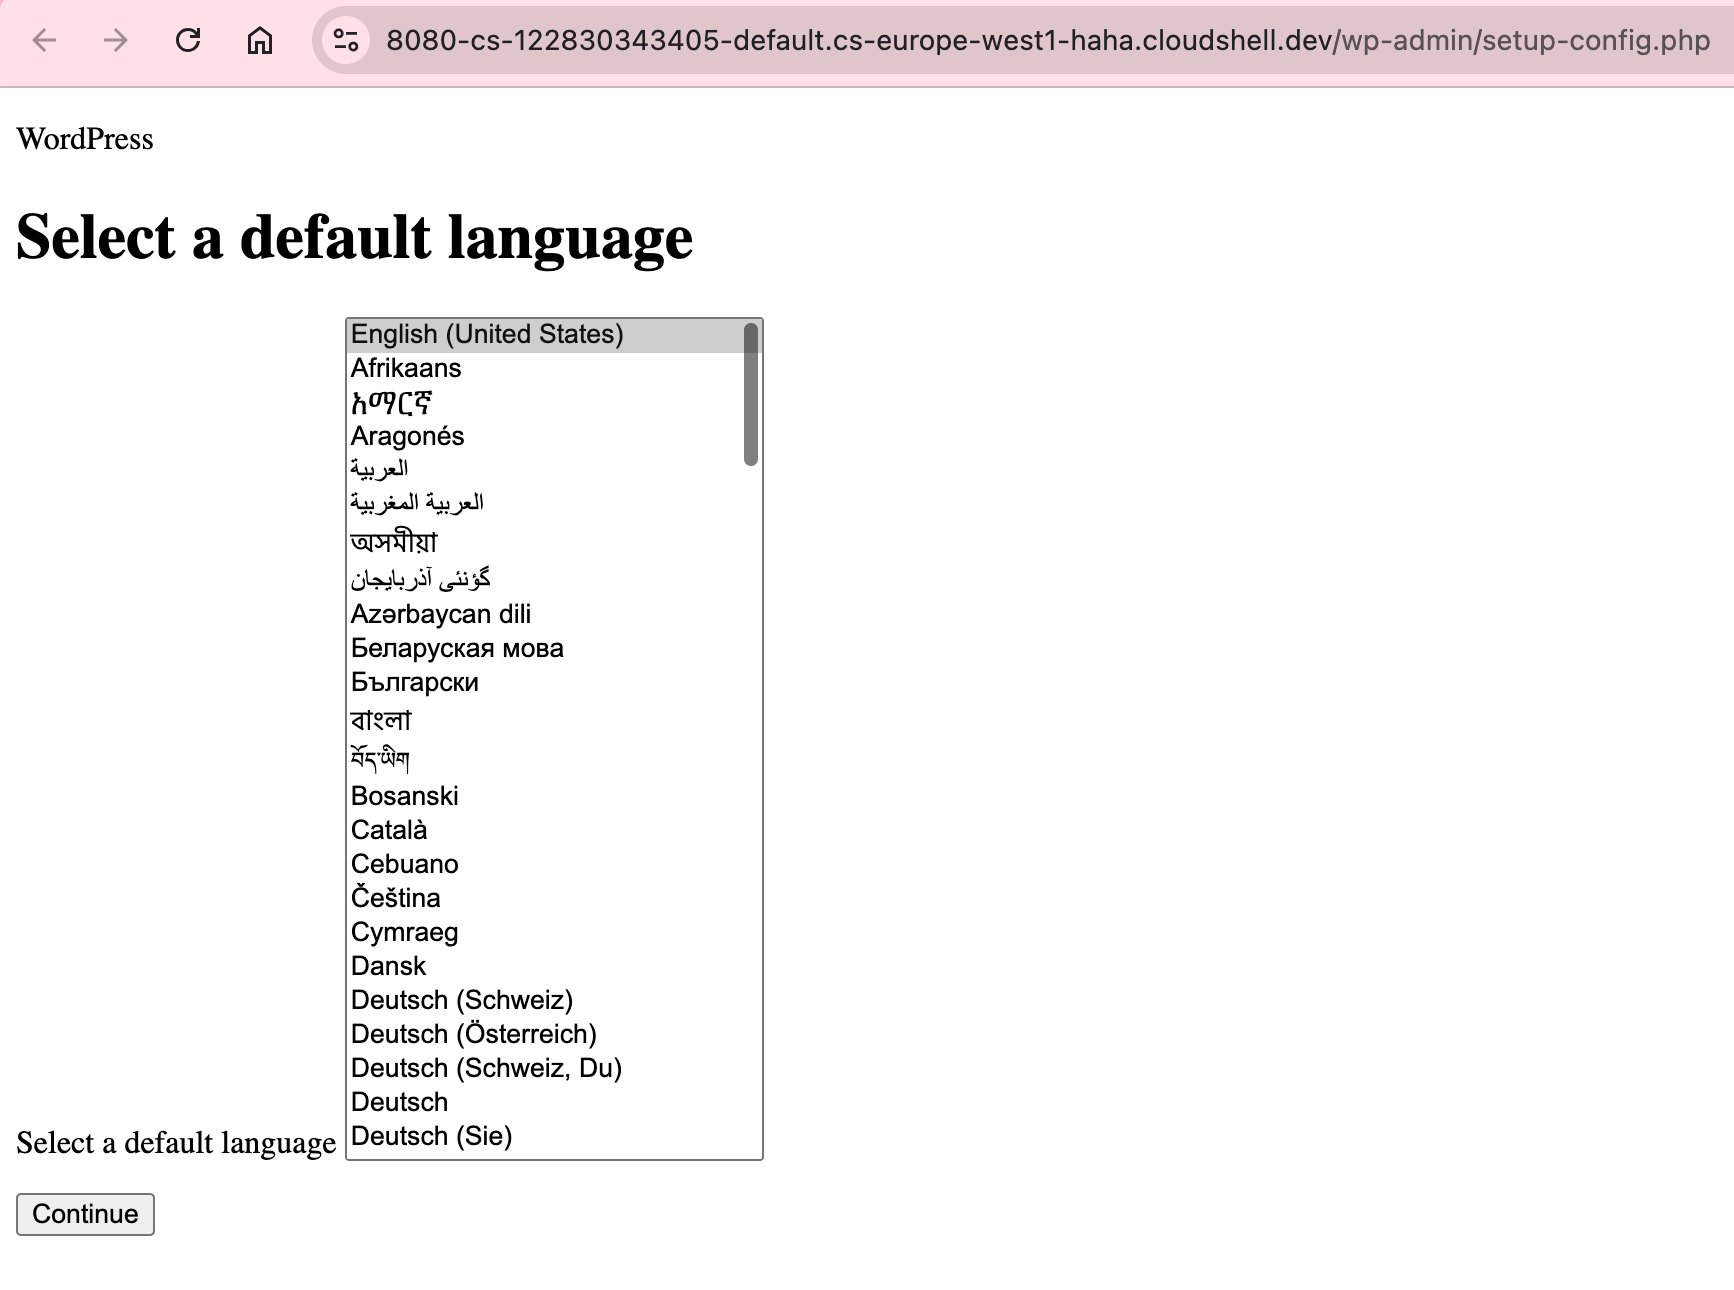 8080-cs-122830343405-default.cs-europe-west1-haha.cloudshell.dev/wp-admin/setup-config.php
WordPress
Select a default language
English (United States)
Afrikaans
አማርኛ
Aragonés
العربية
العربية المغربية
অসমীয়া
گؤنئی آذربایجان
Azərbaycan dili
Беларуская мова
Български
বাংলা
བོད་ཡིག
Bosanski
Català
Cebuano
Čeština
Cymraeg
Dansk
Deutsch (Schweiz)
Deutsch (Österreich)
Deutsch (Schweiz, Du)
Deutsch
Deutsch (Sie)
Select a default language
Continue